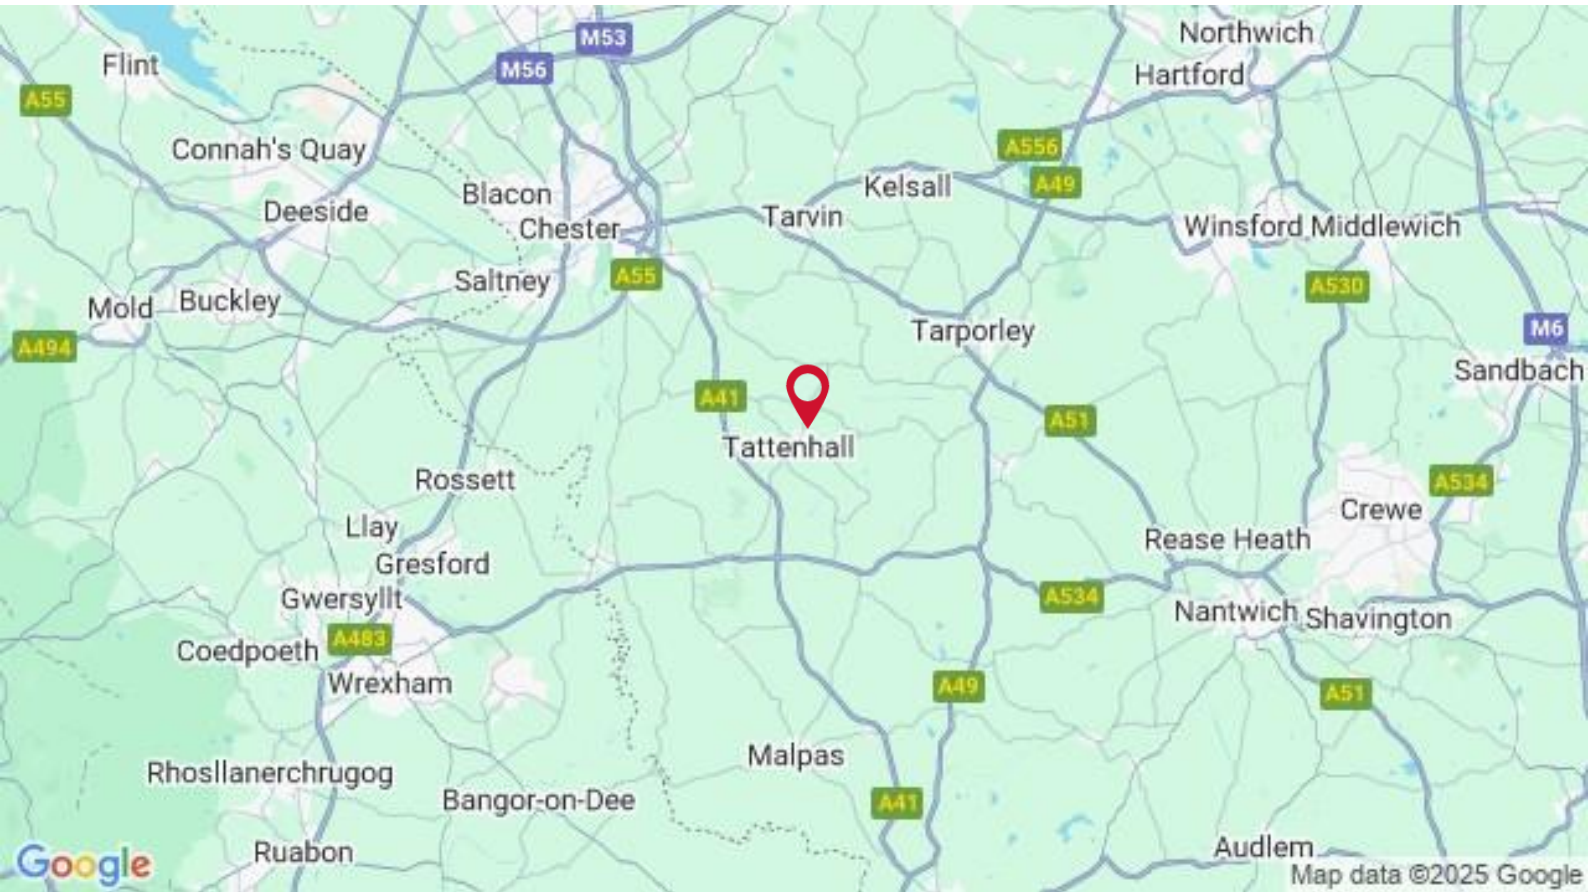 M53
Northwich
Flint
M56
Hartford
A55
Connah's Quay
A556
Blacon
Kelsall
A49
Deeside
Chester
Tarvin
Winsford
Middlewich
Saltney
A55
A530
Mold
Buckley
Tarporley
M6
A494
Sandbach
A41
A51
Tattenhall
Rossett
A534
Llay
Crewe
Gresford
Rease Heath
Gwersyllt
A534
Nantwich
Shavington
A483
Coedpoeth
Wrexham
A49
A51
Malpas
Rhosllanerchrugog
Bangor-on-Dee
A41
Ruabon
Audlem
Google
Map data ©2025 Google